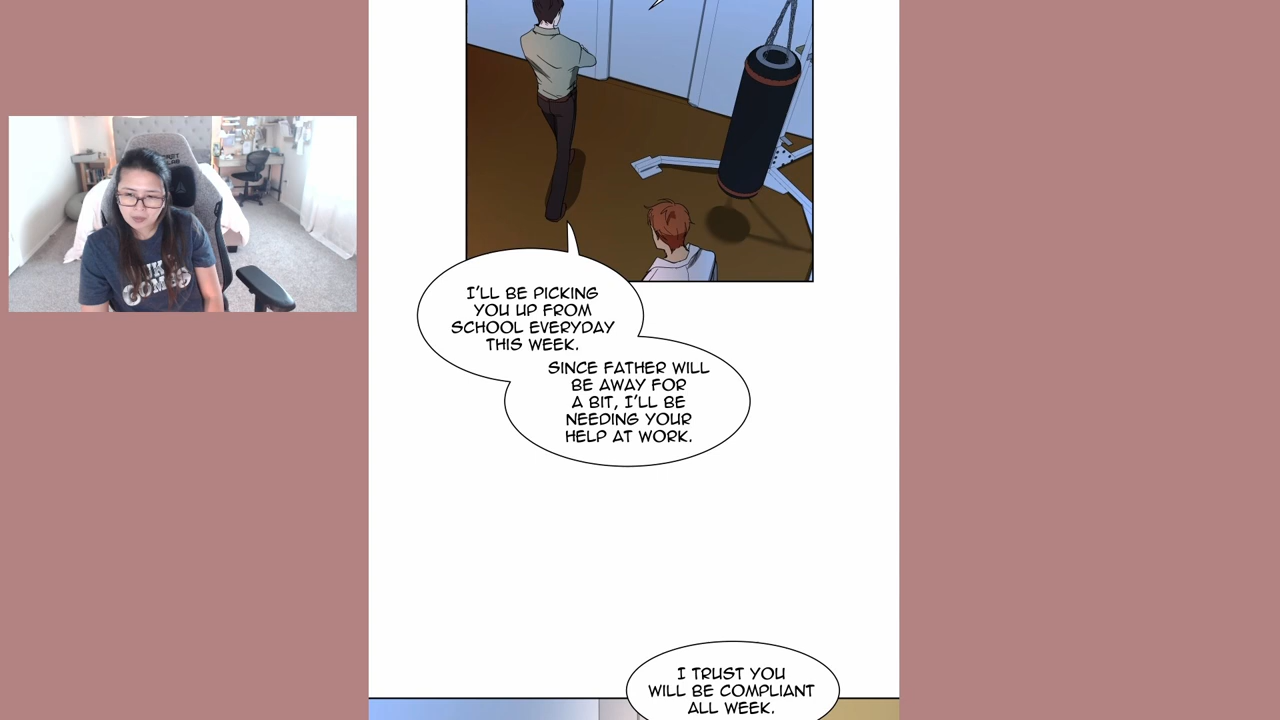 I'LL BE PICKING
YOU UP FROM
SCHOOL EVERYDAY
THIS WEEK.
SINCE FATHER WILL
BE AWAY FOR
A BIT, I'LL BE
NEEDING YOUR
HELP AT WORK.
I TRUST YOU
WILL BE COMPLIANT
ALL WEEK.